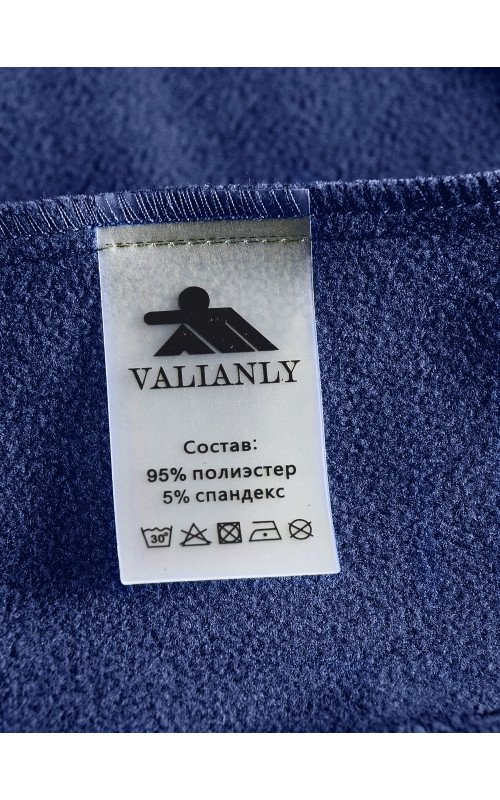 VALIANLY
Состав:
95% полиэстер
5% спандекс
30°